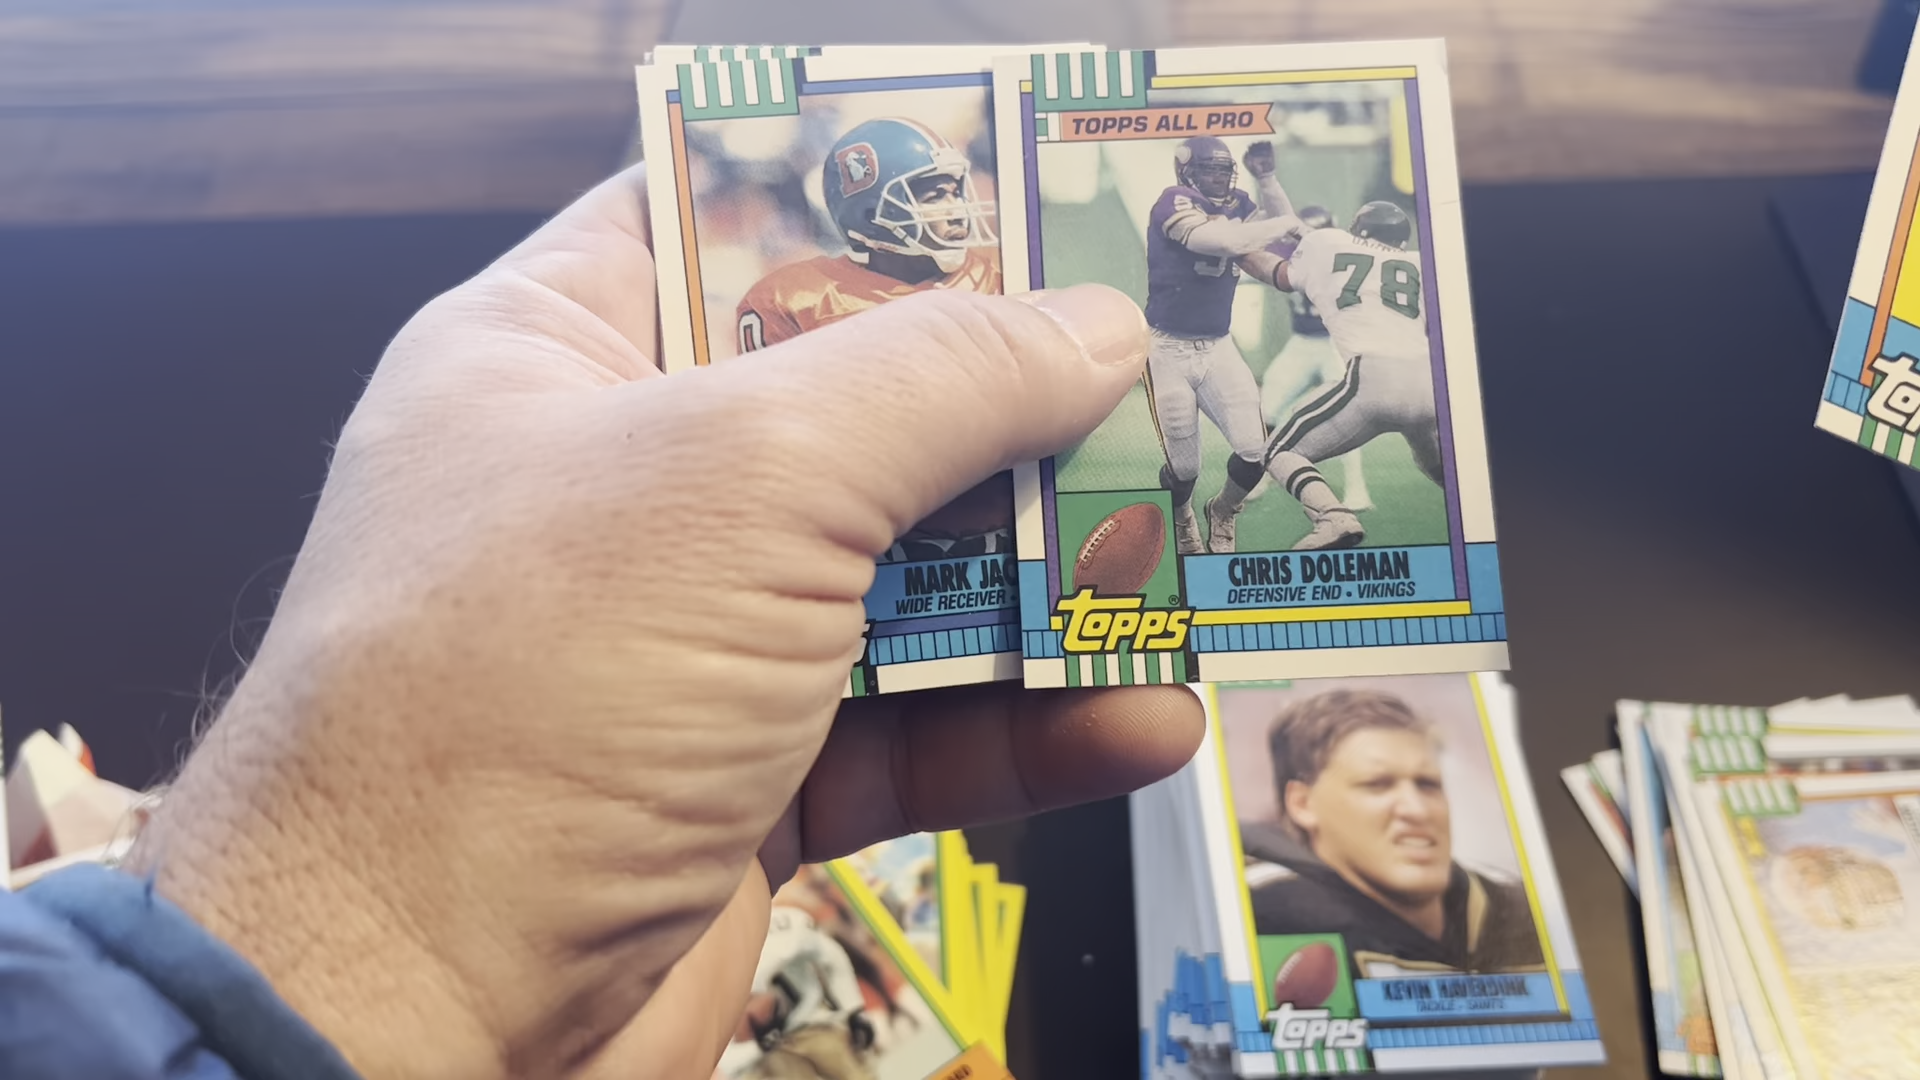 TOPPS ALL PRO
78
CHRIS DOLEMAN
DEFENSIVE END • VIKINGS
topps®
MARK JAC
WIDE RECEIVER •
KEVIN HAVERDINK
TACKLE • SAINTS
topps
to